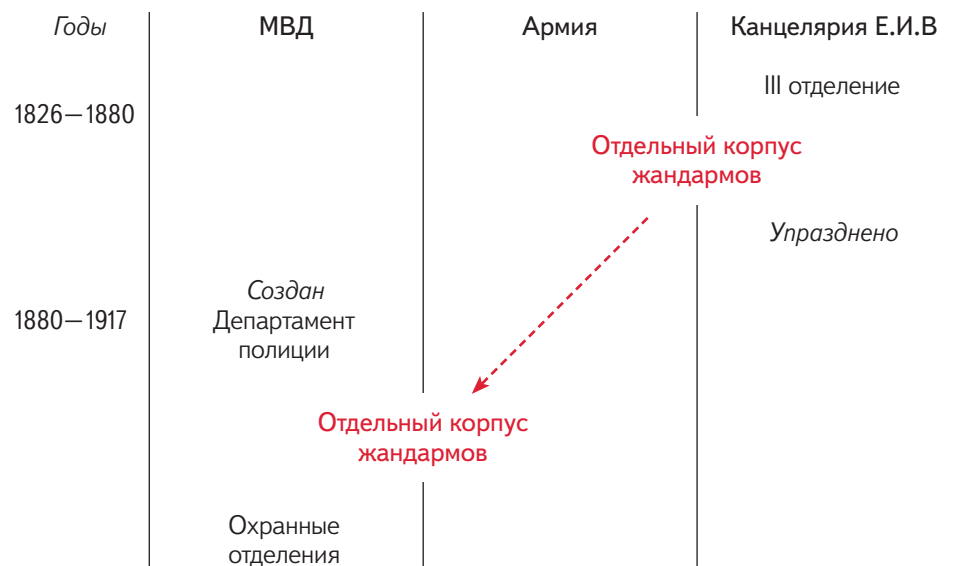 Годы МВД Армия Канцелярия Е.И.В
III отделение
1826—1880
Отдельный корпус
жандармов
Упразднено
Создан
1880—1917 Департамент
полиции
Отдельный корпус
жандармов
Охранные
отделения